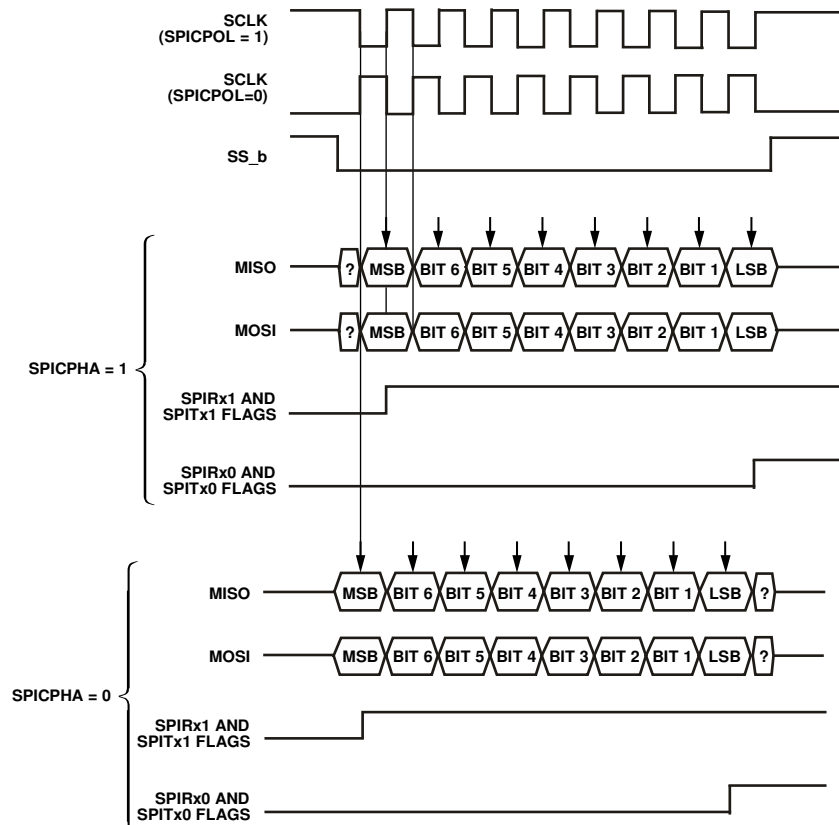 SCLK
(SPICPOL = 1)
SCLK
(SPICPOL=0)
SS_b
MISO ? MSB BIT 6 BIT 5 BIT 4 BIT 3 BIT 2 BIT 1 LSB
MOSI ? MSB BIT 6 BIT 5 BIT 4 BIT 3 BIT 2 BIT 1 LSB
SPICPHA = 1
SPIRx1 AND
SPITx1 FLAGS
SPIRx0 AND
SPITx0 FLAGS
MISO MSB BIT 6 BIT 5 BIT 4 BIT 3 BIT 2 BIT 1 LSB ?
MOSI MSB BIT 6 BIT 5 BIT 4 BIT 3 BIT 2 BIT 1 LSB ?
SPICPHA = 0
SPIRx1 AND
SPITx1 FLAGS
SPIRx0 AND
SPITx0 FLAGS